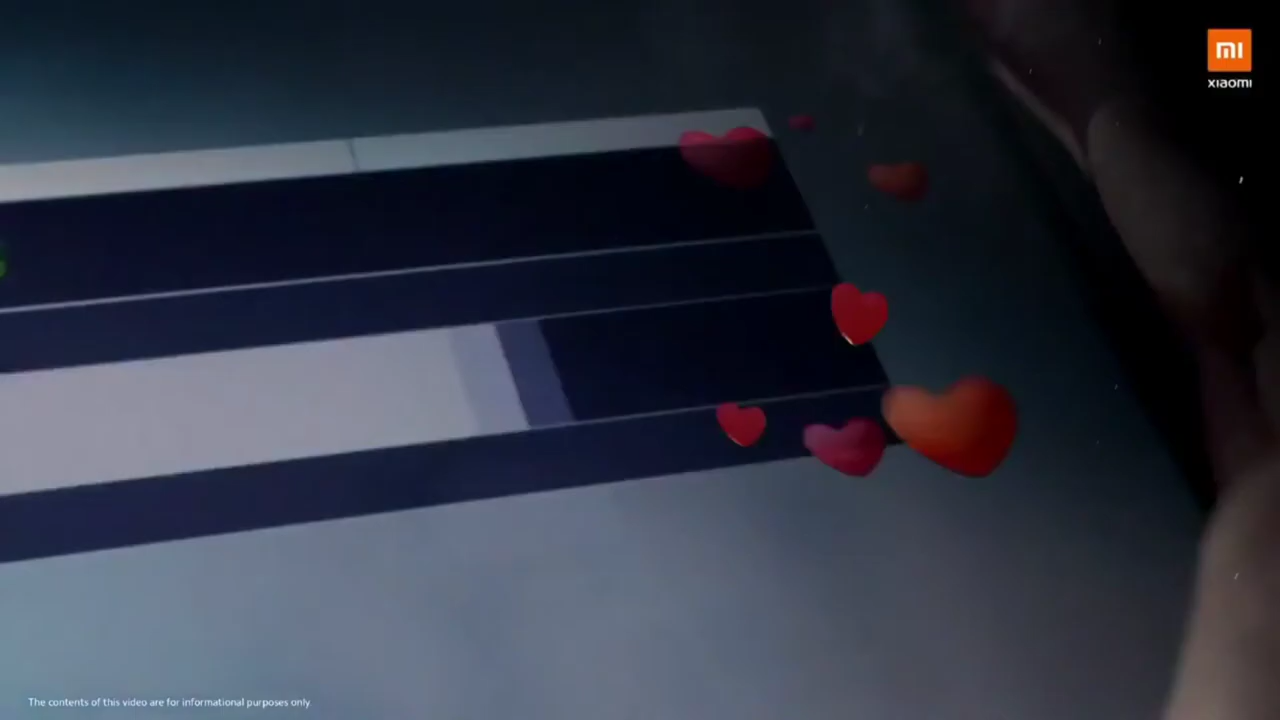 mi
xiaomi
The contents of this video are for informational purposes only.